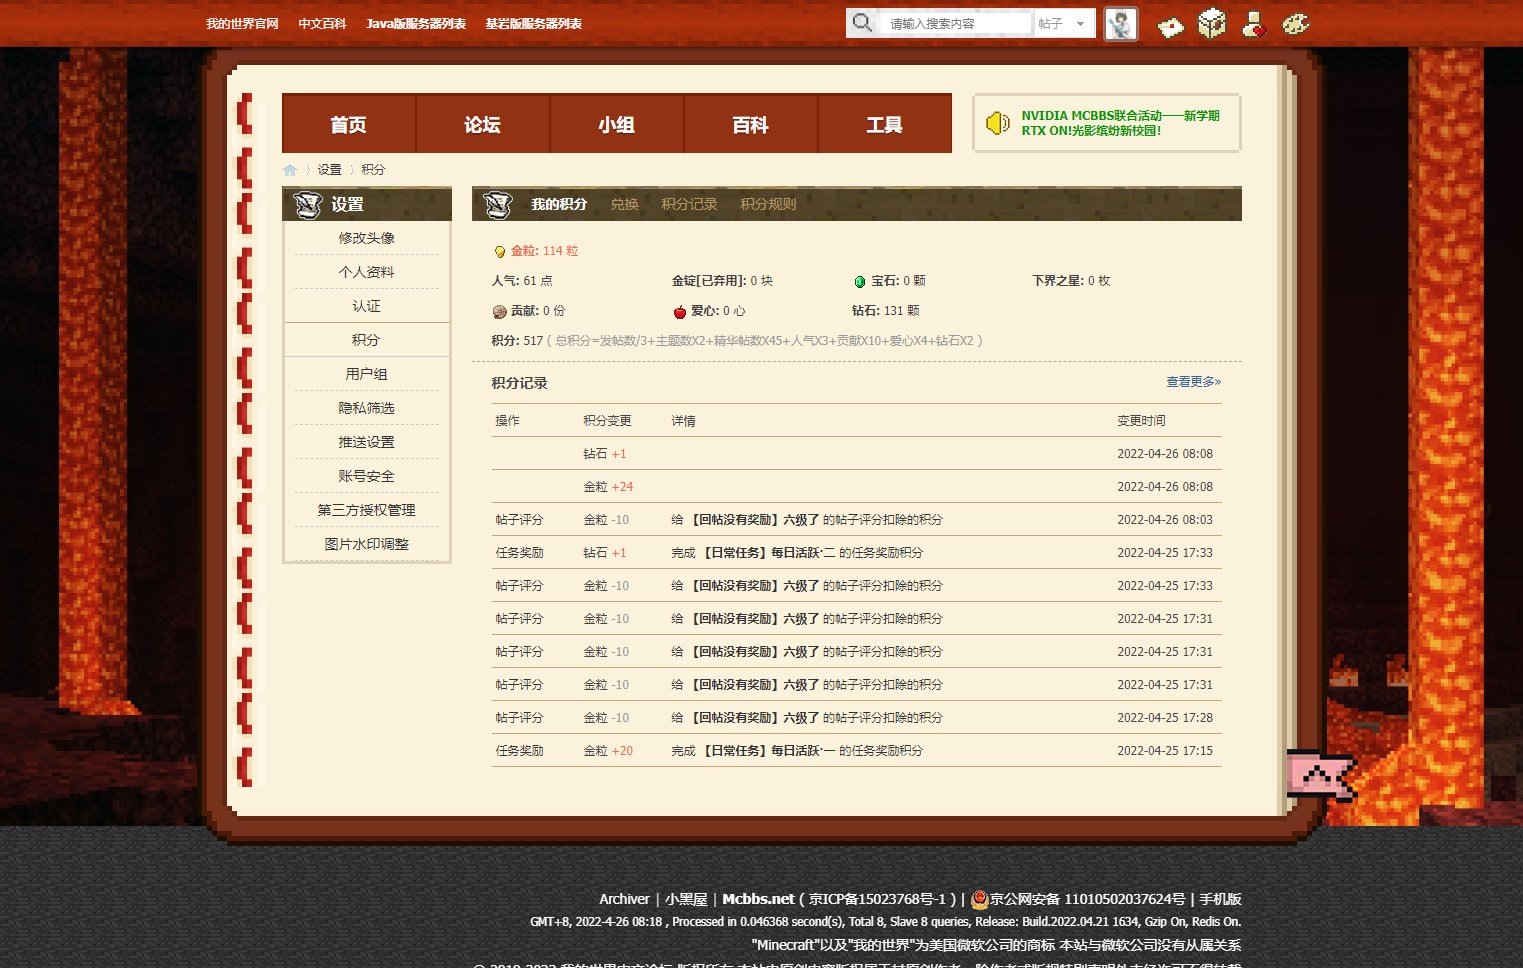 我的世界官网 中文百科 Java版服务器列表 基岩版服务器列表 请输入搜索内容 帖子
首页 论坛 小组 百科 工具
NVIDIA MCBBS联合活动——新学期
RTX ON!光影缤纷新校园!
设置 积分
设置
修改头像
个人资料
认证
积分
用户组
隐私筛选
推送设置
账号安全
第三方授权管理
图片水印调整
我的积分 兑换 积分记录 积分规则
金粒: 114 粒
人气: 61 点 金锭[已弃用]: 0 块 宝石: 0 颗 下界之星: 0 枚
贡献: 0 份 爱心: 0 心 钻石: 131 颗
积分: 517 ( 总积分=发帖数/3+主题数X2+精华帖数X45+人气X3+贡献X10+爱心X4+钻石X2 )
积分记录 查看更多»
操作 积分变更 详情 变更时间
钻石 +1 2022-04-26 08:08
金粒 +24 2022-04-26 08:08
帖子评分 金粒 -10 给 【回帖没有奖励】六级了 的帖子评分扣除的积分 2022-04-26 08:03
任务奖励 钻石 +1 完成 【日常任务】每日活跃·二 的任务奖励积分 2022-04-25 17:33
帖子评分 金粒 -10 给 【回帖没有奖励】六级了 的帖子评分扣除的积分 2022-04-25 17:33
帖子评分 金粒 -10 给 【回帖没有奖励】六级了 的帖子评分扣除的积分 2022-04-25 17:31
帖子评分 金粒 -10 给 【回帖没有奖励】六级了 的帖子评分扣除的积分 2022-04-25 17:31
帖子评分 金粒 -10 给 【回帖没有奖励】六级了 的帖子评分扣除的积分 2022-04-25 17:31
帖子评分 金粒 -10 给 【回帖没有奖励】六级了 的帖子评分扣除的积分 2022-04-25 17:28
任务奖励 金粒 +20 完成 【日常任务】每日活跃·一 的任务奖励积分 2022-04-25 17:15
Archiver | 小黑屋 | Mcbbs.net ( 京ICP备15023768号-1 ) | 京公网安备 11010502037624号 | 手机版
GMT+8, 2022-4-26 08:18 , Processed in 0.046368 second(s), Total 8, Slave 8 queries, Release: Build.2022.04.21 1634, Gzip On, Redis On.
"Minecraft"以及"我的世界"为美国微软公司的商标 本站与微软公司没有从属关系